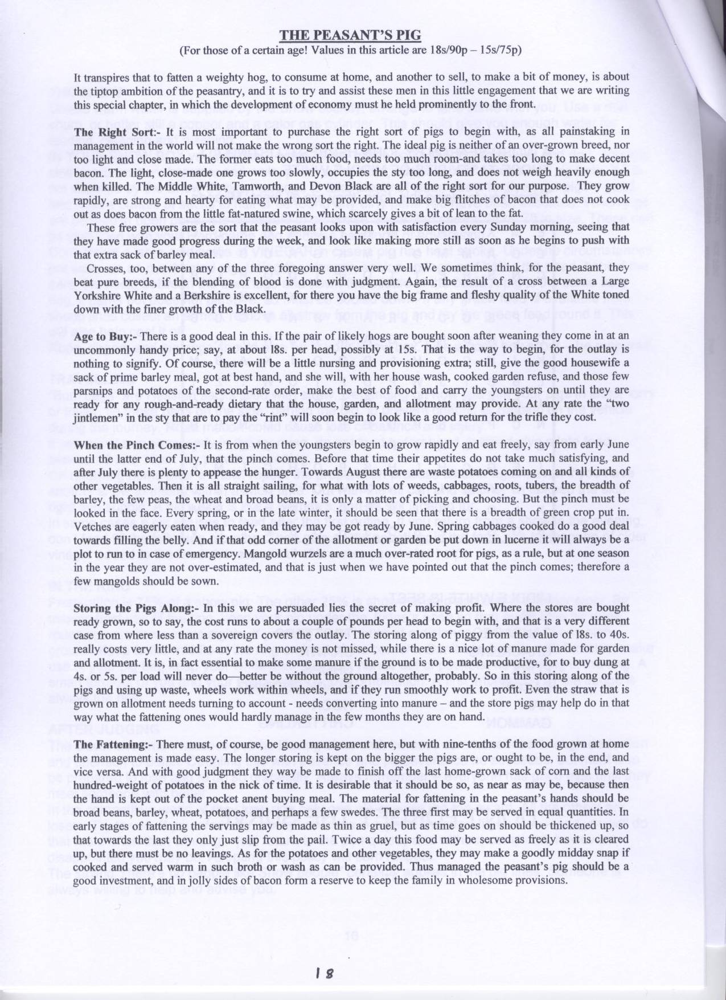 THE PEASANT'S PIG
(For those of a certain age! Values in this article are 18s/90p – 15s/75p)
It transpires that to fatten a weighty hog, to consume at home, and another to sell, to make a bit of money, is about
the tiptop ambition of the peasantry, and it is to try and assist these men in this little engagement that we are writing
this special chapter, in which the development of economy must he held prominently to the front.
The Right Sort:- It is most important to purchase the right sort of pigs to begin with, as all painstaking in
management in the world will not make the wrong sort the right. The ideal pig is neither of an over-grown breed, nor
too light and close made. The former eats too much food, needs too much room-and takes too long to make decent
bacon. The light, close-made one grows too slowly, occupies the sty too long, and does not weigh heavily enough
when killed. The Middle White, Tamworth, and Devon Black are all of the right sort for our purpose. They grow
rapidly, are strong and hearty for eating what may be provided, and make big flitches of bacon that does not cook
out as does bacon from the little fat-natured swine, which scarcely gives a bit of lean to the fat.
These free growers are the sort that the peasant looks upon with satisfaction every Sunday morning, seeing that
they have made good progress during the week, and look like making more still as soon as he begins to push with
that extra sack of barley meal.
Crosses, too, between any of the three foregoing answer very well. We sometimes think, for the peasant, they
beat pure breeds, if the blending of blood is done with judgment. Again, the result of a cross between a Large
Yorkshire White and a Berkshire is excellent, for there you have the big frame and fleshy quality of the White toned
down with the finer growth of the Black.
Age to Buy:- There is a good deal in this. If the pair of likely hogs are bought soon after weaning they come in at an
uncommonly handy price; say, at about l8s. per head, possibly at 15s. That is the way to begin, for the outlay is
nothing to signify. Of course, there will be a little nursing and provisioning extra; still, give the good housewife a
sack of prime barley meal, got at best hand, and she will, with her house wash, cooked garden refuse, and those few
parsnips and potatoes of the second-rate order, make the best of food and carry the youngsters on until they are
ready for any rough-and-ready dietary that the house, garden, and allotment may provide. At any rate the "two
jintlemen" in the sty that are to pay the "rint" will soon begin to look like a good return for the trifle they cost.
When the Pinch Comes:- It is from when the youngsters begin to grow rapidly and eat freely, say from early June
until the latter end of July, that the pinch comes. Before that time their appetites do not take much satisfying, and
after July there is plenty to appease the hunger. Towards August there are waste potatoes coming on and all kinds of
other vegetables. Then it is all straight sailing, for what with lots of weeds, cabbages, roots, tubers, the breadth of
barley, the few peas, the wheat and broad beans, it is only a matter of picking and choosing. But the pinch must be
looked in the face. Every spring, or in the late winter, it should be seen that there is a breadth of green crop put in.
Vetches are eagerly eaten when ready, and they may be got ready by June. Spring cabbages cooked do a good deal
towards filling the belly. And if that odd corner of the allotment or garden be put down in lucerne it will always be a
plot to run to in case of emergency. Mangold wurzels are a much over-rated root for pigs, as a rule, but at one season
in the year they are not over-estimated, and that is just when we have pointed out that the pinch comes; therefore a
few mangolds should be sown.
Storing the Pigs Along:- In this we are persuaded lies the secret of making profit. Where the stores are bought
ready grown, so to say, the cost runs to about a couple of pounds per head to begin with, and that is a very different
case from where less than a sovereign covers the outlay. The storing along of piggy from the value of l8s. to 40s.
really costs very little, and at any rate the money is not missed, while there is a nice lot of manure made for garden
and allotment. It is, in fact essential to make some manure if the ground is to be made productive, for to buy dung at
4s. or 5s. per load will never do—better be without the ground altogether, probably. So in this storing along of the
pigs and using up waste, wheels work within wheels, and if they run smoothly work to profit. Even the straw that is
grown on allotment needs turning to account - needs converting into manure – and the store pigs may help do in that
way what the fattening ones would hardly manage in the few months they are on hand.
The Fattening:- There must, of course, be good management here, but with nine-tenths of the food grown at home
the management is made easy. The longer storing is kept on the bigger the pigs are, or ought to be, in the end, and
vice versa. And with good judgment they way be made to finish off the last home-grown sack of corn and the last
hundred-weight of potatoes in the nick of time. It is desirable that it should be so, as near as may be, because then
the hand is kept out of the pocket anent buying meal. The material for fattening in the peasant's hands should be
broad beans, barley, wheat, potatoes, and perhaps a few swedes. The three first may be served in equal quantities. In
early stages of fattening the servings may be made as thin as gruel, but as time goes on should be thickened up, so
that towards the last they only just slip from the pail. Twice a day this food may be served as freely as it is cleared
up, but there must be no leavings. As for the potatoes and other vegetables, they may make a goodly midday snap if
cooked and served warm in such broth or wash as can be provided. Thus managed the peasant's pig should be a
good investment, and in jolly sides of bacon form a reserve to keep the family in wholesome provisions.
18